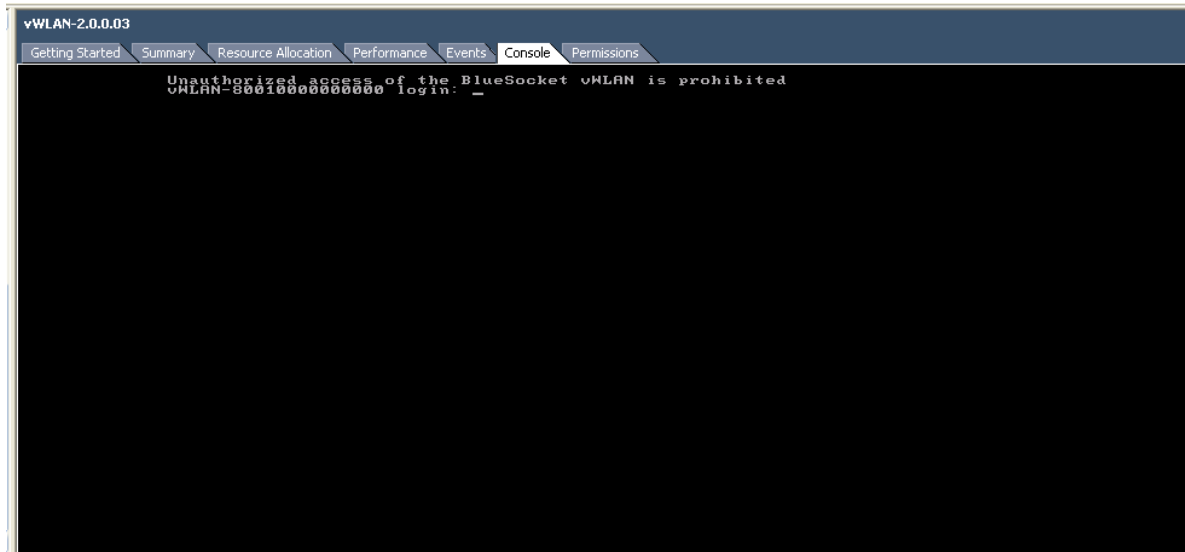 vWLAN-2.0.0.03
Getting Started Summary Resource Allocation Performance Events Console Permissions
Unauthorized access of the BlueSocket vWLAN is prohibited
vWLAN-80010000000000 login: _